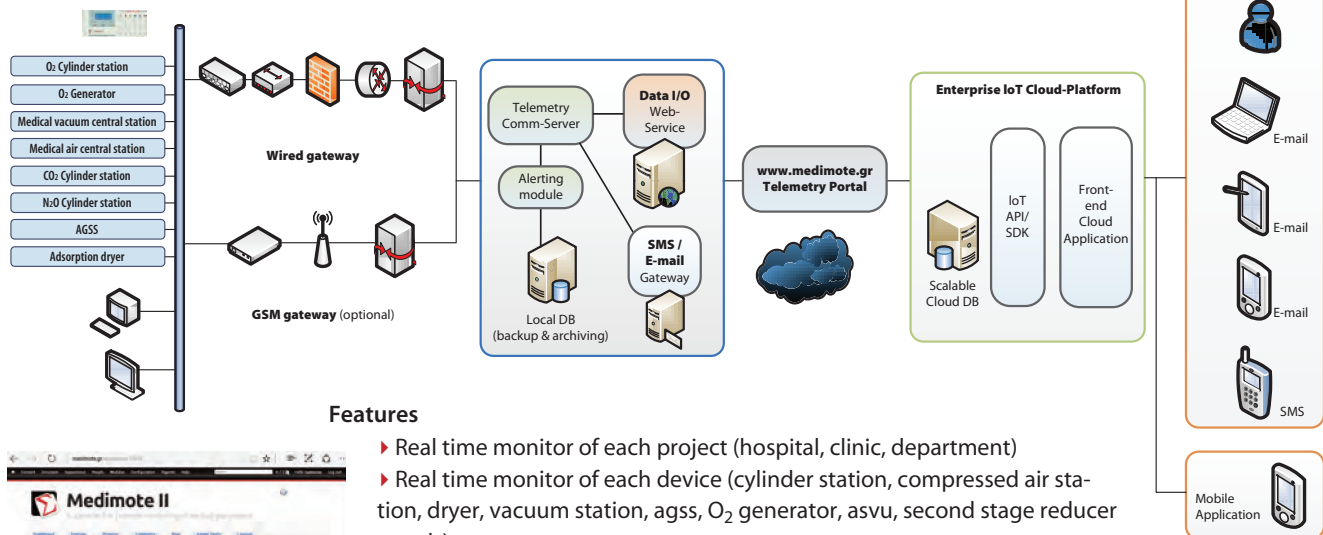 O2 Cylinder station
O2 Generator
Medical vacuum central station
Medical air central station
CO2 Cylinder station
N2O Cylinder station
AGSS
Adsorption dryer
Wired gateway
GSM gateway (optional)
Telemetry
Comm-Server
Data I/O
Web-
Service
Alerting
module
SMS /
E-mail
Gateway
Local DB
(backup & archiving)
www.medimote.gr
Telemetry Portal
Enterprise IoT Cloud-Platform
Scalable
Cloud DB
IoT
API/
SDK
Front-
end
Cloud
Application
E-mail
E-mail
E-mail
SMS
Mobile
Application
Features
Real time monitor of each project (hospital, clinic, department)
Real time monitor of each device (cylinder station, compressed air sta-
tion, dryer, vacuum station, agss, O2 generator, asvu, second stage reducer
medimote.gr
Medimote II